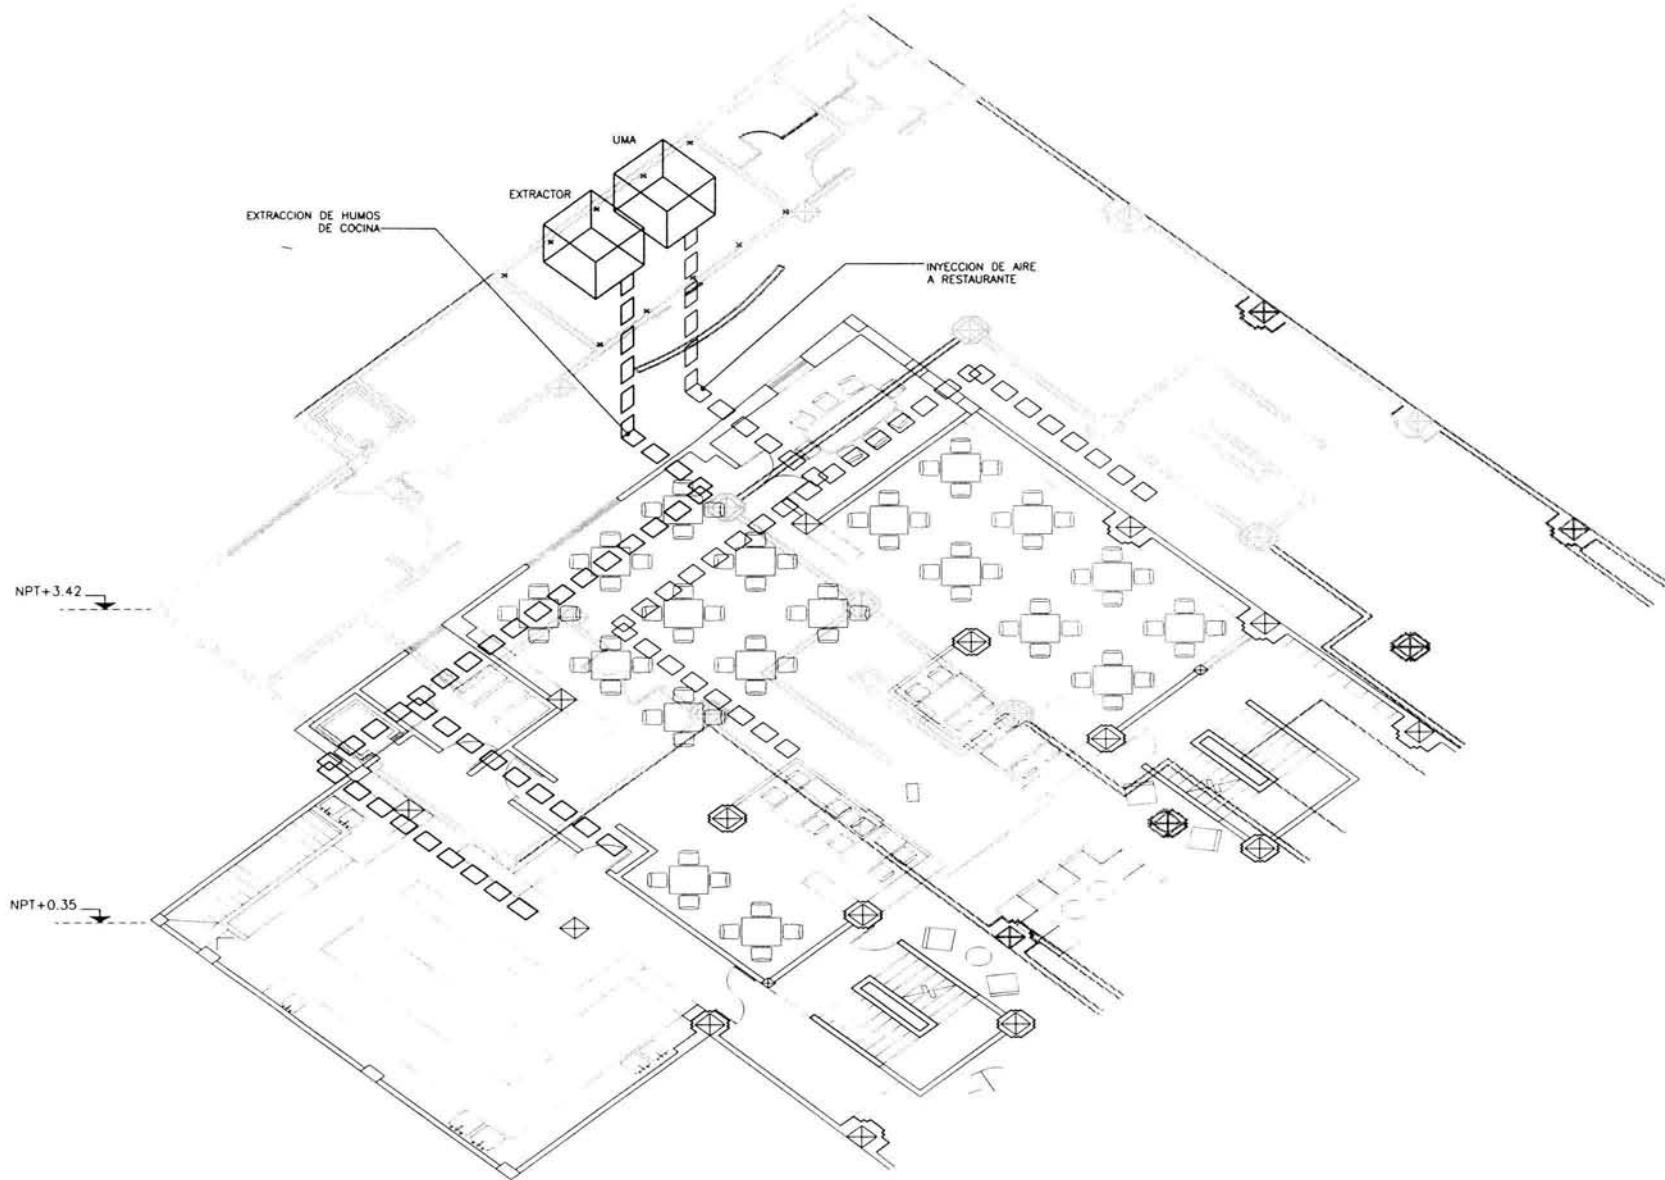 UMA
EXTRACTOR
EXTRACCION DE HUMOS
DE COCINA
INYECCION DE AIRE
A RESTAURANTE
NPT+3.42
NPT+0.35